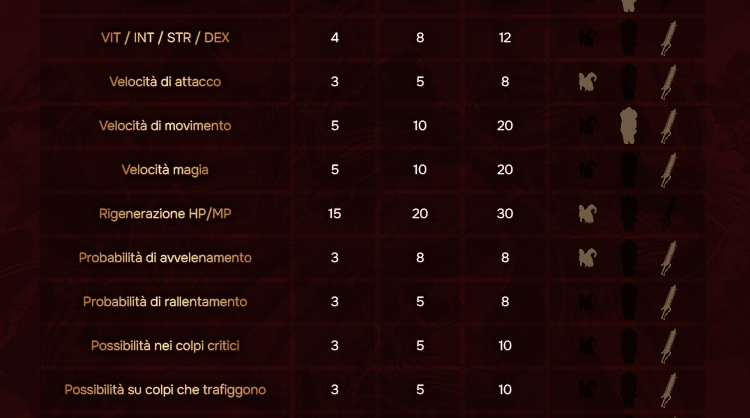 VIT / INT / STR / DEX 4 8 12
Velocità di attacco 3 5 8
Velocità di movimento 5 10 20
Velocità magia 5 10 20
Rigenerazione HP/MP 15 20 30
Probabilità di avvelenamento 3 8 8
Probabilità di rallentamento 3 5 8
Possibilità nei colpi critici 3 5 10
Possibilità su colpi che trafiggono 3 5 10